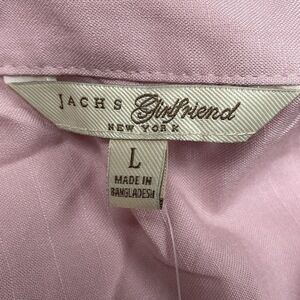 JACHS Girlfriend
NEW YORK
L
MADE IN
BANGLADESH